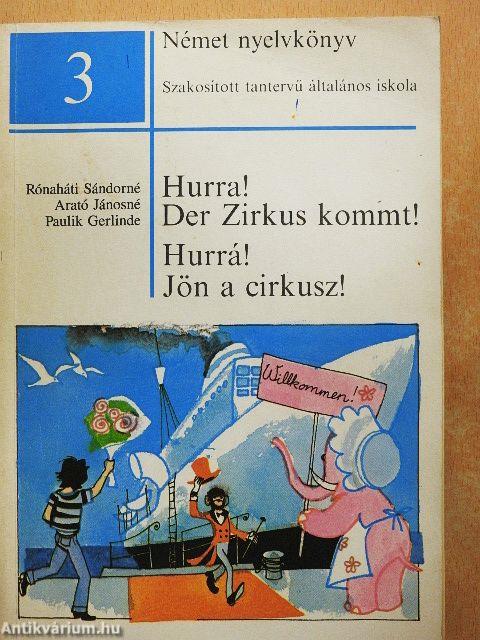 3
Német nyelvkönyv
Szakosított tantervű általános iskola
Rónaháti Sándorné
Arató Jánosné
Paulik Gerlinde
Hurra!
Der Zirkus kommt!
Hurrá!
Jön a cirkusz!
Willkommen!
Antikvárium.hu